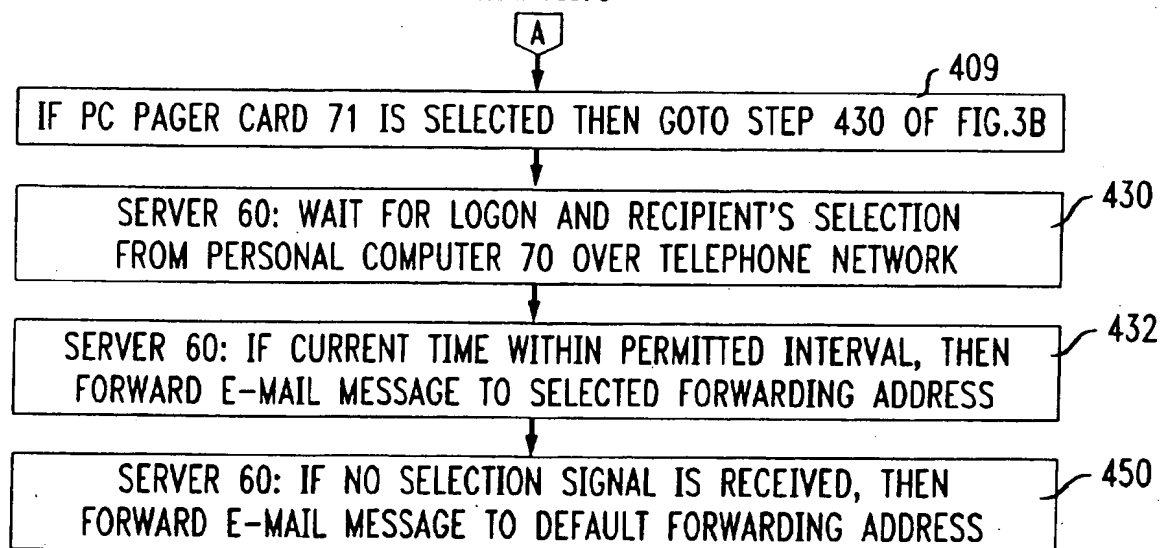 A
409
IF PC PAGER CARD 71 IS SELECTED THEN GOTO STEP 430 OF FIG.3B
430
SERVER 60: WAIT FOR LOGON AND RECIPIENT'S SELECTION
FROM PERSONAL COMPUTER 70 OVER TELEPHONE NETWORK
432
SERVER 60: IF CURRENT TIME WITHIN PERMITTED INTERVAL, THEN
FORWARD E-MAIL MESSAGE TO SELECTED FORWARDING ADDRESS
450
SERVER 60: IF NO SELECTION SIGNAL IS RECEIVED, THEN
FORWARD E-MAIL MESSAGE TO DEFAULT FORWARDING ADDRESS